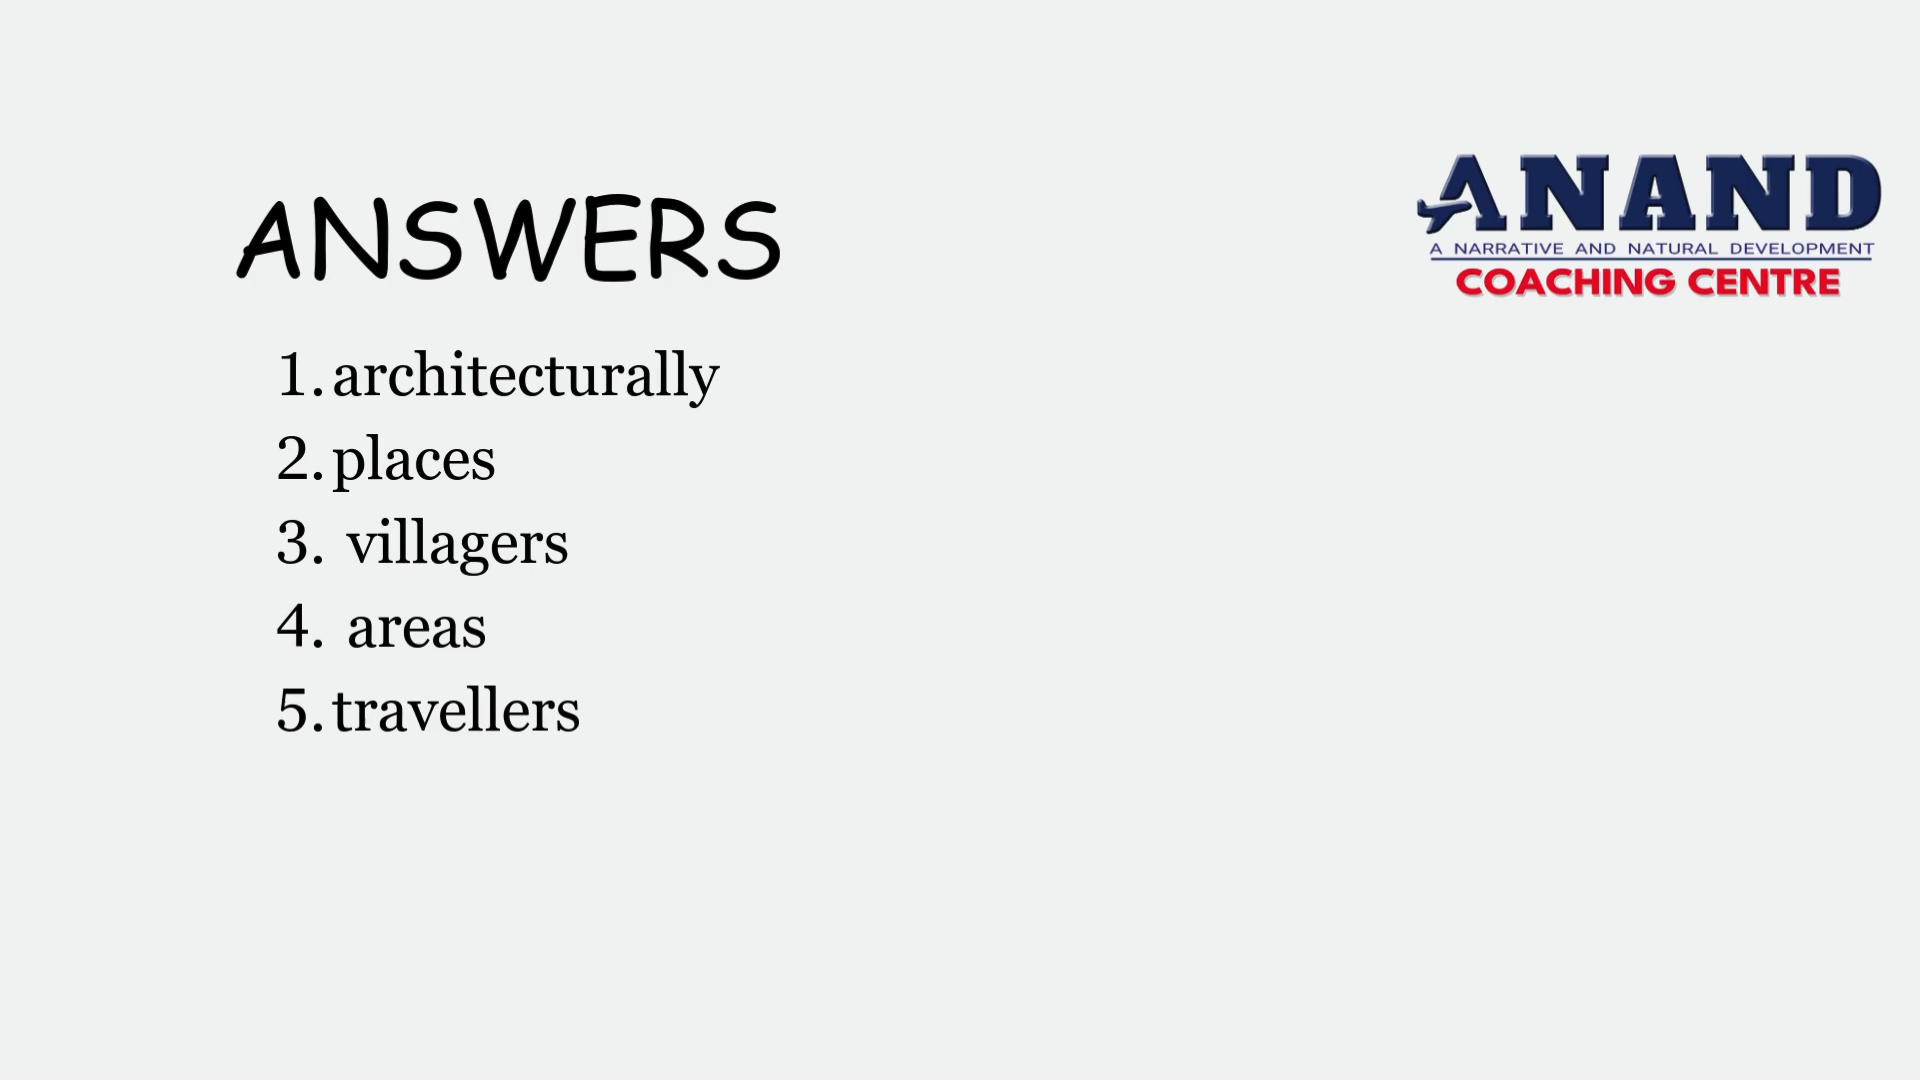 ANAND
A NARRATIVE AND NATURAL DEVELOPMENT
COACHING CENTRE
ANSWERS
1. architecturally
2. places
3. villagers
4. areas
5. travellers